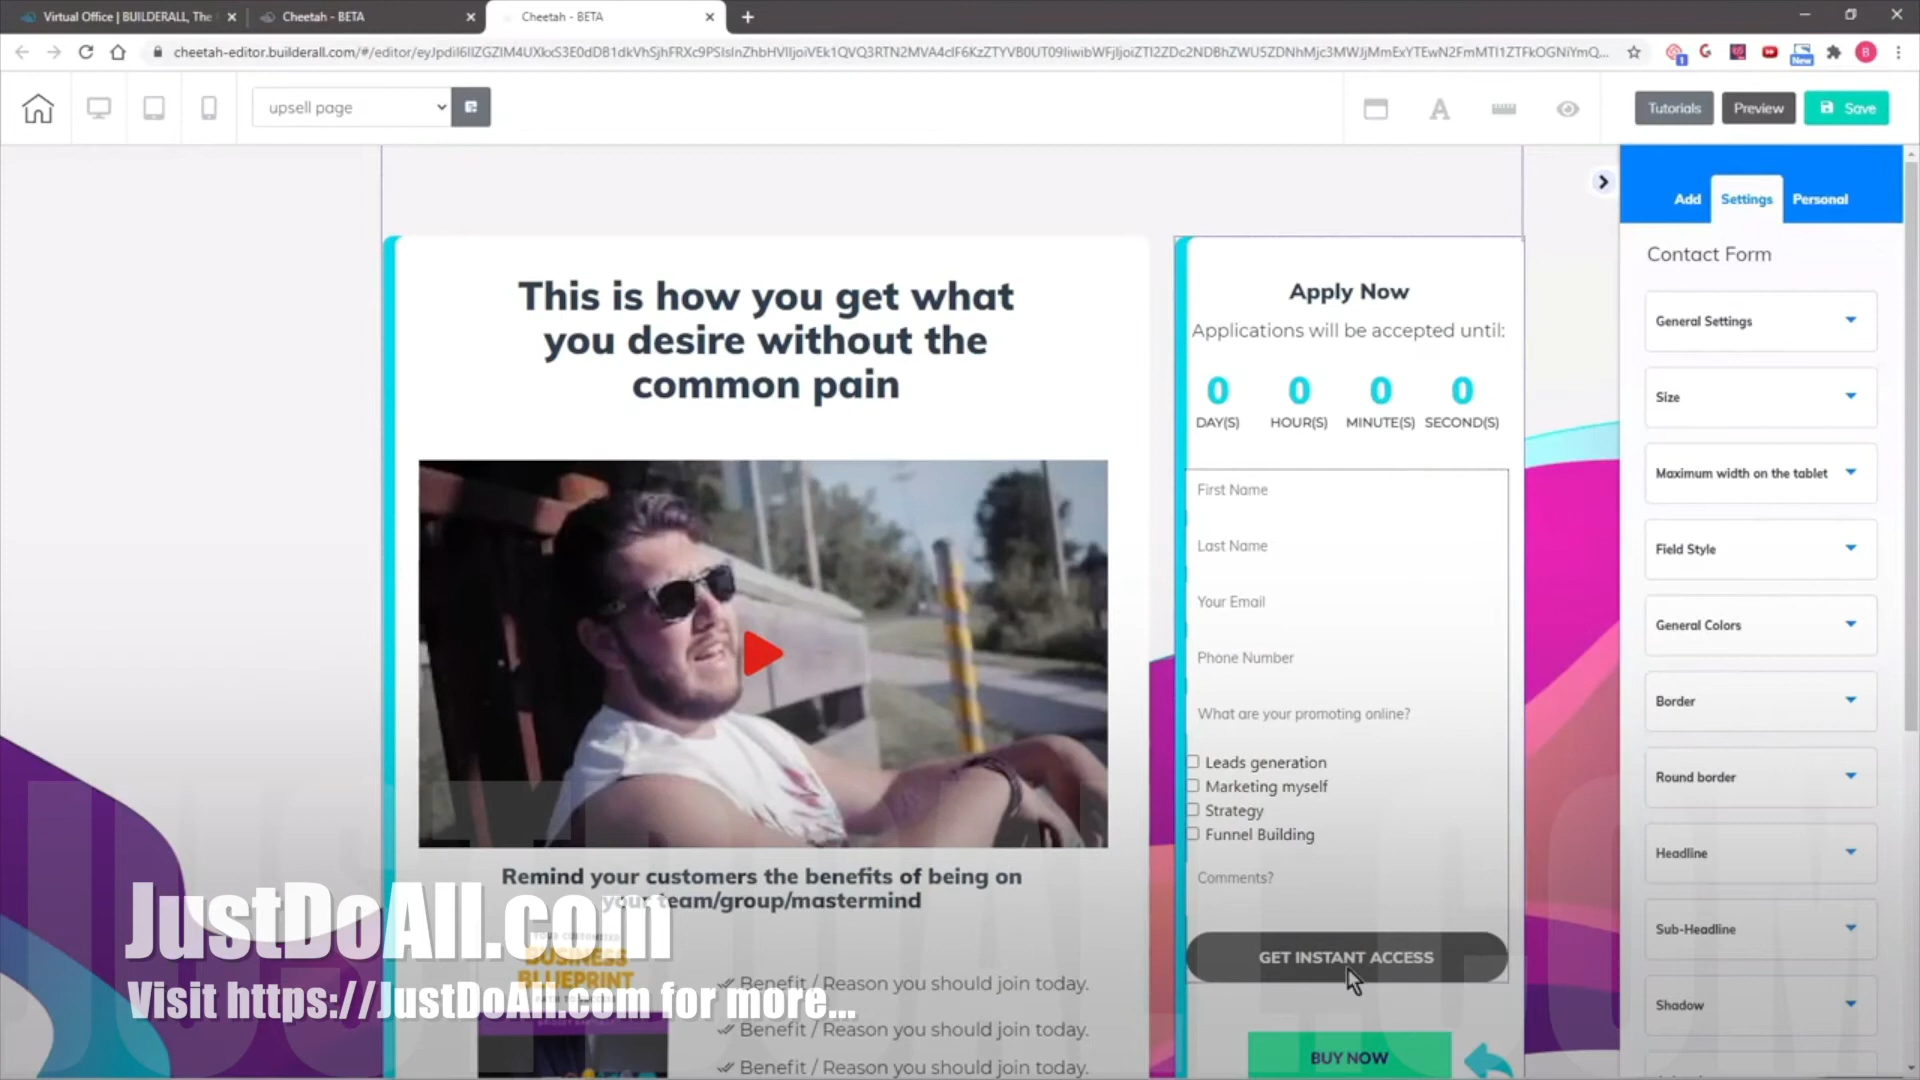 Virtual Office | BUILDERALL, The
Cheetah - BETA
Cheetah - BETA
upsell page
Tutorials
Preview
Save
Add
Settings
Personal
This is how you get what
you desire without the
common pain
Remind your customers the benefits of being on
your team/group/mastermind
BUSINESS
BLUEPRINT
Benefit / Reason you should join today.
Benefit / Reason you should join today.
Benefit / Reason you should join today.
Apply Now
Applications will be accepted until:
0 0 0 0
DAY(S) HOUR(S) MINUTE(S) SECOND(S)
First Name
Last Name
Your Email
Phone Number
What are your promoting online?
Leads generation
Marketing myself
Strategy
Funnel Building
Comments?
GET INSTANT ACCESS
BUY NOW
Contact Form
General Settings
Size
Maximum width on the tablet
Field Style
General Colors
Border
Round border
Headline
Sub-Headline
Shadow
JustDoAll.com
Visit https://JustDoAll.com for more...